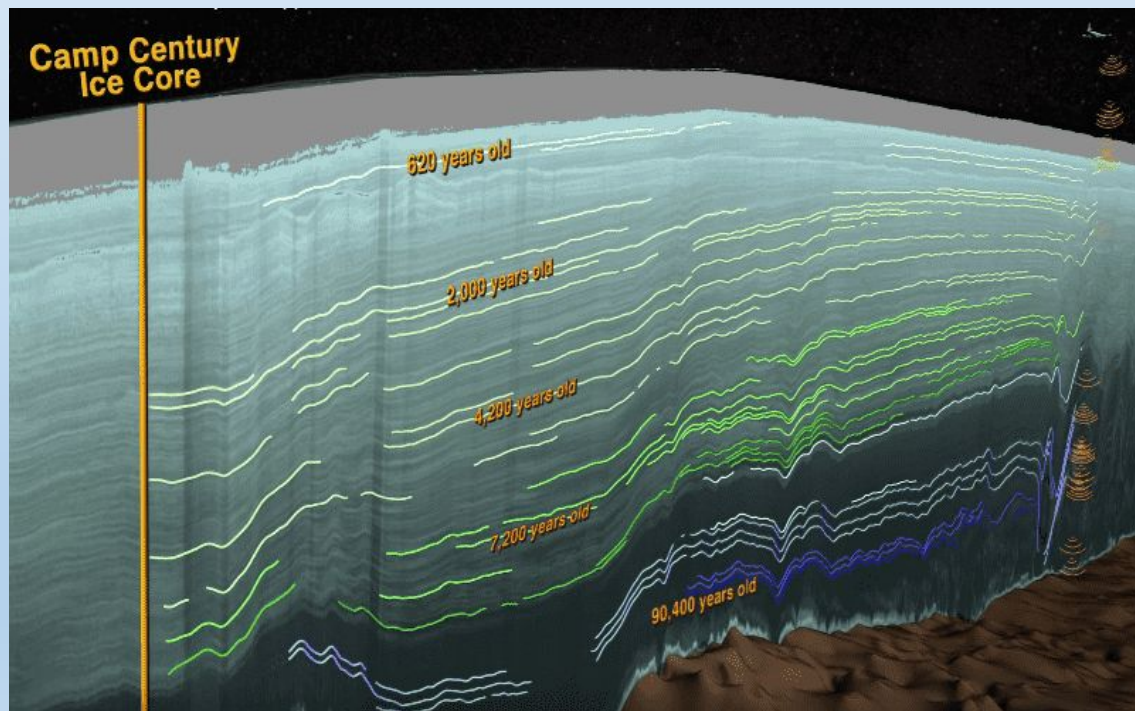 Camp Century
Ice Core
620 years old
2,000 years old
4,200 years old
7,200 years old
90,400 years old